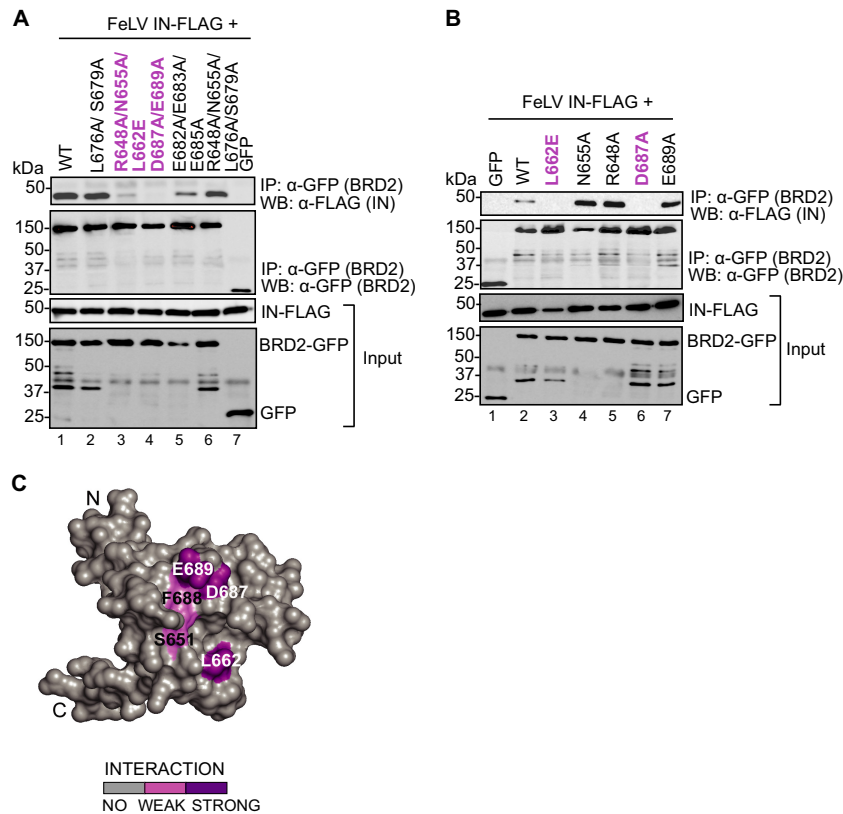 A
FeLV IN-FLAG +
WT
L676A/ S679A
R648A/N655A/
L662E
D687A/E689A
E682A/E683A/
E685A
R648A/N655A/
L676A/S679A
GFP
kDa
50-
IP: α-GFP (BRD2)
WB: α-FLAG (IN)
150-
50-
37-
25-
IP: α-GFP (BRD2)
WB: α-GFP (BRD2)
50-
IN-FLAG
150-
50-
37-
25-
BRD2-GFP
GFP
Input
1 2 3 4 5 6 7
B
FeLV IN-FLAG +
GFP
WT
L662E
N655A
R648A
D687A
E689A
kDa
50-
IP: α-GFP (BRD2)
WB: α-FLAG (IN)
150-
50-
37-
25-
IP: α-GFP (BRD2)
WB: α-GFP (BRD2)
50-
IN-FLAG
150-
50-
37-
25-
BRD2-GFP
GFP
Input
1 2 3 4 5 6 7
C
N
E689
F688
D687
S651
L662
C
INTERACTION
NO WEAK STRONG